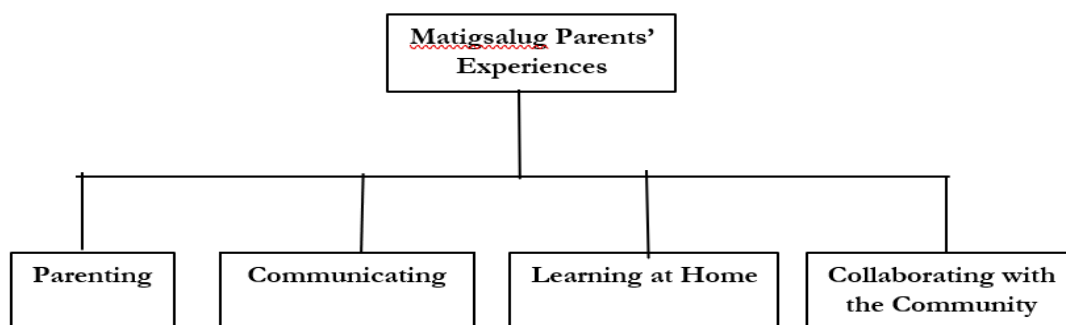 Matigsalug Parents’
Experiences
Parenting
Communicating
Learning at Home
Collaborating with
the Community